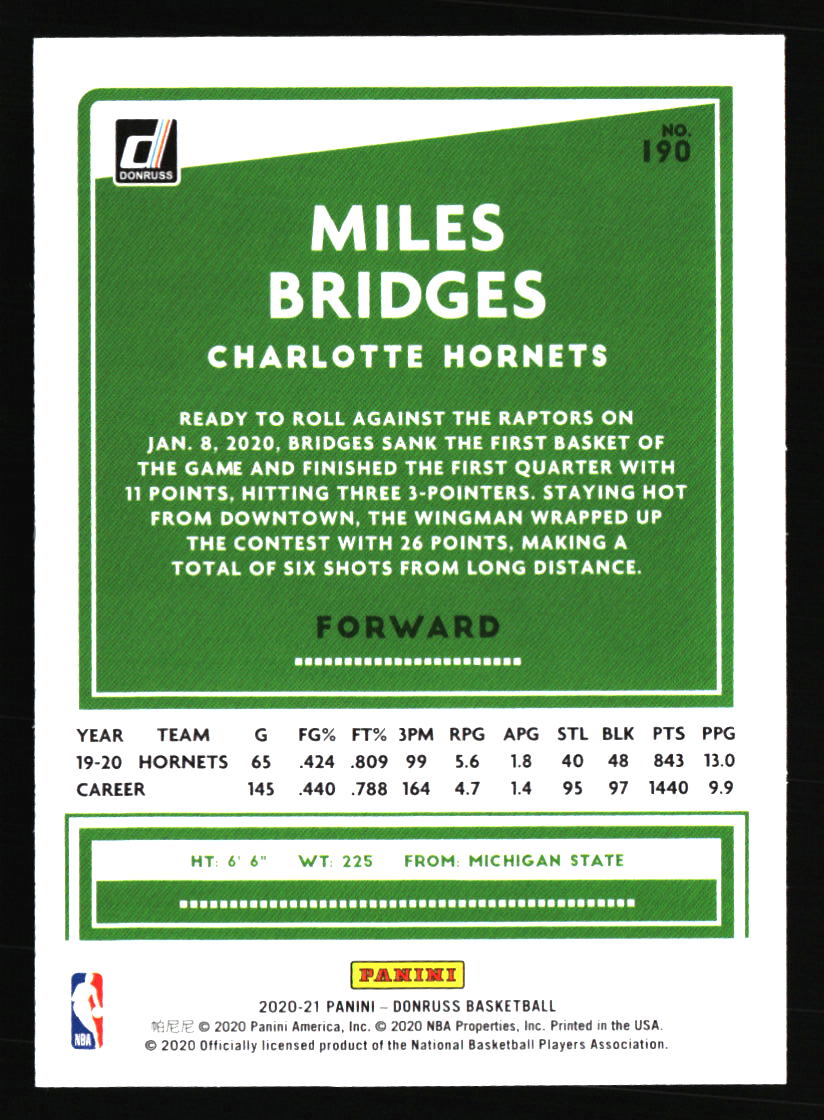 DONRUSS
NO.
190
MILES
BRIDGES
CHARLOTTE HORNETS
READY TO ROLL AGAINST THE RAPTORS ON
JAN. 8, 2020, BRIDGES SANK THE FIRST BASKET OF
THE GAME AND FINISHED THE FIRST QUARTER WITH
11 POINTS, HITTING THREE 3-POINTERS. STAYING HOT
FROM DOWNTOWN, THE WINGMAN WRAPPED UP
THE CONTEST WITH 26 POINTS, MAKING A
TOTAL OF SIX SHOTS FROM LONG DISTANCE.
FORWARD
YEAR TEAM G FG% FT% 3PM RPG APG STL BLK PTS PPG
19-20 HORNETS 65 .424 .809 99 5.6 1.8 40 48 843 13.0
CAREER 145 .440 .788 164 4.7 1.4 95 97 1440 9.9
HT: 6' 6" WT: 225 FROM: MICHIGAN STATE
PANINI
2020-21 PANINI – DONRUSS BASKETBALL
帕尼尼 © 2020 Panini America, Inc. © 2020 NBA Properties, Inc. Printed in the USA.
© 2020 Officially licensed product of the National Basketball Players Association.
NBA